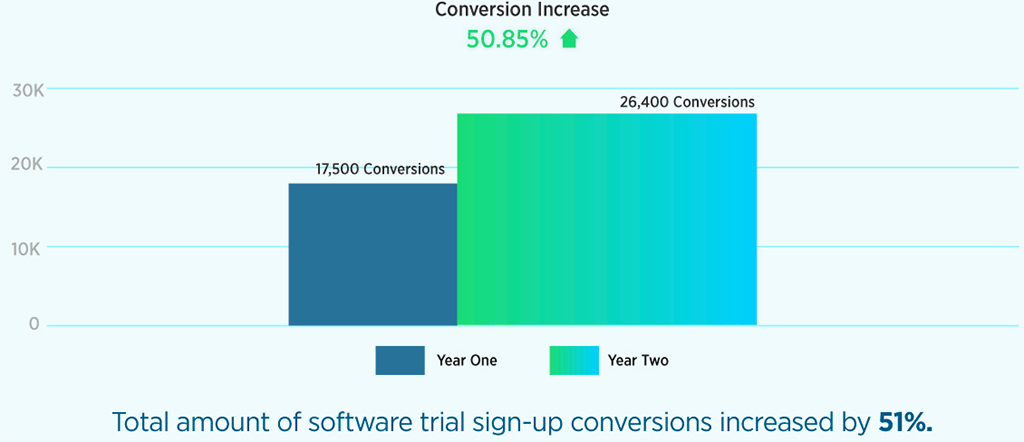 Conversion Increase
50.85%
30K
26,400 Conversions
20K
17,500 Conversions
10K
0
Year One
Year Two
Total amount of software trial sign-up conversions increased by 51%.